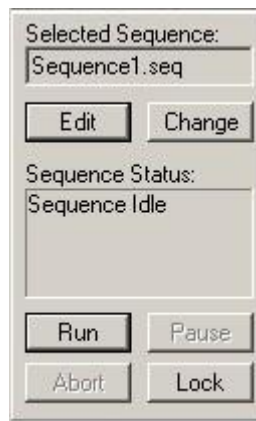 Selected Sequence:
Sequence1.seq
Edit Change
Sequence Status:
Sequence Idle
Run Pause
Abort Lock